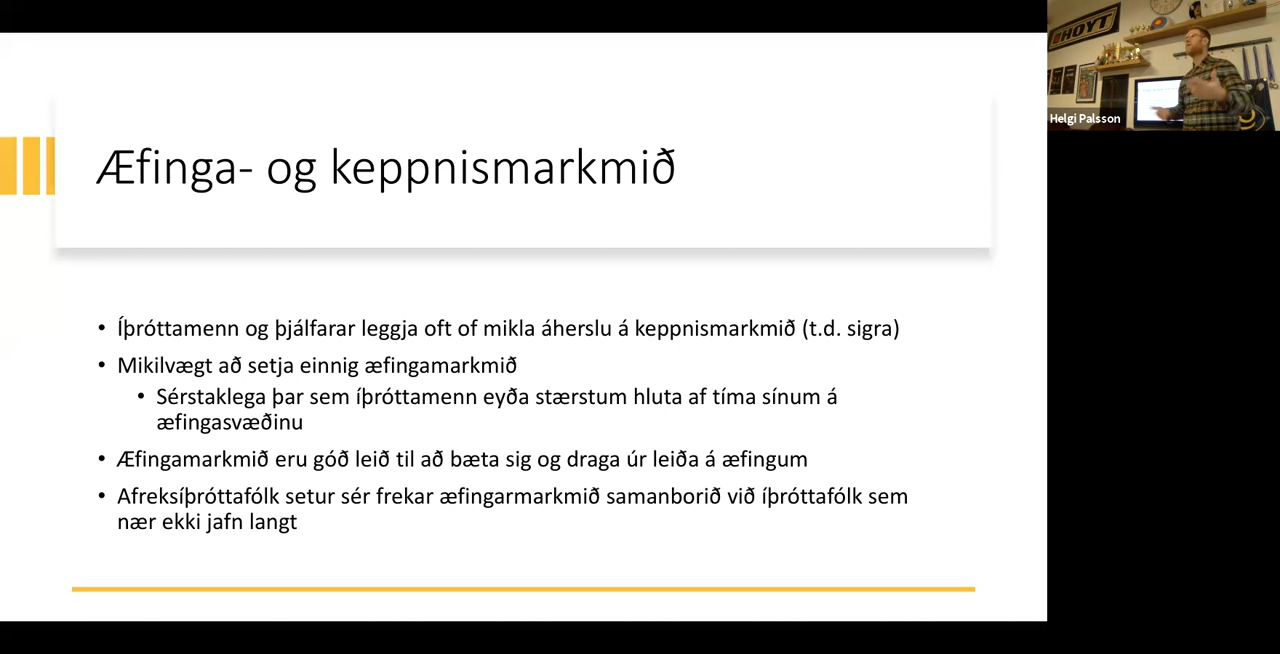 Æfinga- og keppnismarkmið
• Íþróttamenn og þjálfarar leggja oft of mikla áherslu á keppnismarkmið (t.d. sigra)
• Mikilvægt að setja einnig æfingamarkmið
• Sérstaklega þar sem íþróttamenn eyða stærstum hluta af tíma sínum á
æfingasvæðinu
• Æfingamarkmið eru góð leið til að bæta sig og draga úr leiða á æfingum
• Afreksíþróttafólk setur sér frekar æfingarmarkmið samanborið við íþróttafólk sem
nær ekki jafn langt
HOYT
Helgi Palsson